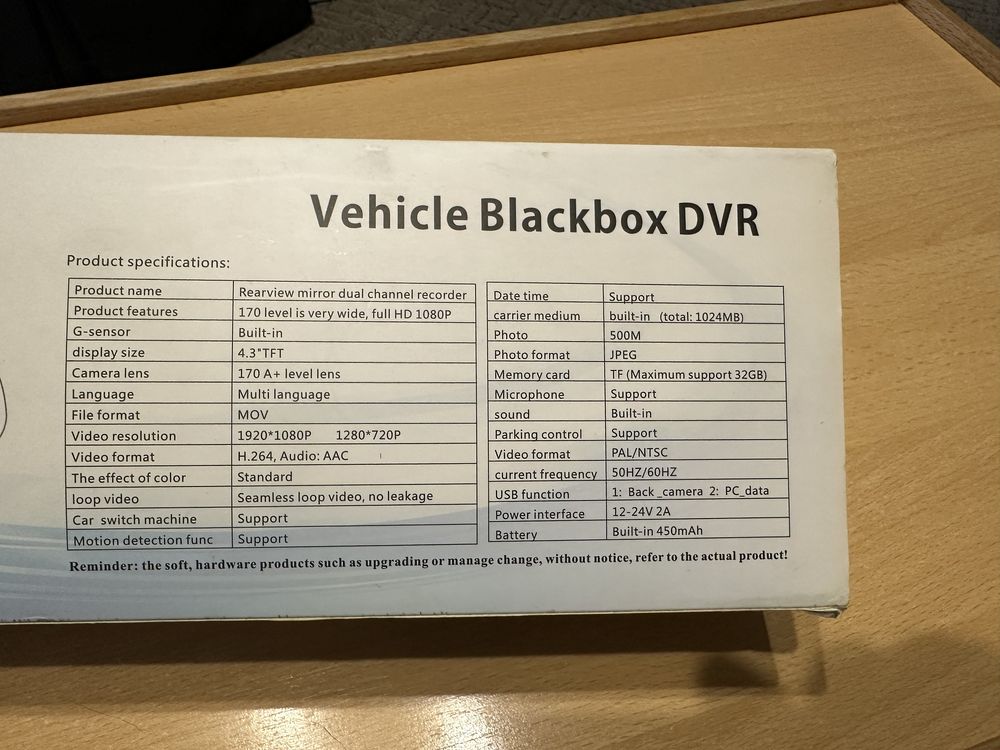 Vehicle Blackbox DVR
Product specifications:
Product name Rearview mirror dual channel recorder
Product features 170 level is very wide, full HD 1080P
G-sensor Built-in
display size 4.3"TFT
Camera lens 170 A+ level lens
Language Multi language
File format MOV
Video resolution 1920*1080P 1280*720P
Video format H.264, Audio: AAC
The effect of color Standard
loop video Seamless loop video, no leakage
Car switch machine Support
Motion detection func Support
Date time Support
carrier medium built-in (total: 1024MB)
Photo 500M
Photo format JPEG
Memory card TF (Maximum support 32GB)
Microphone Support
sound Built-in
Parking control Support
Video format PAL/NTSC
current frequency 50HZ/60HZ
USB function 1: Back_camera 2: PC_data
Power interface 12-24V 2A
Battery Built-in 450mAh
Reminder: the soft, hardware products such as upgrading or manage change, without notice, refer to the actual product!